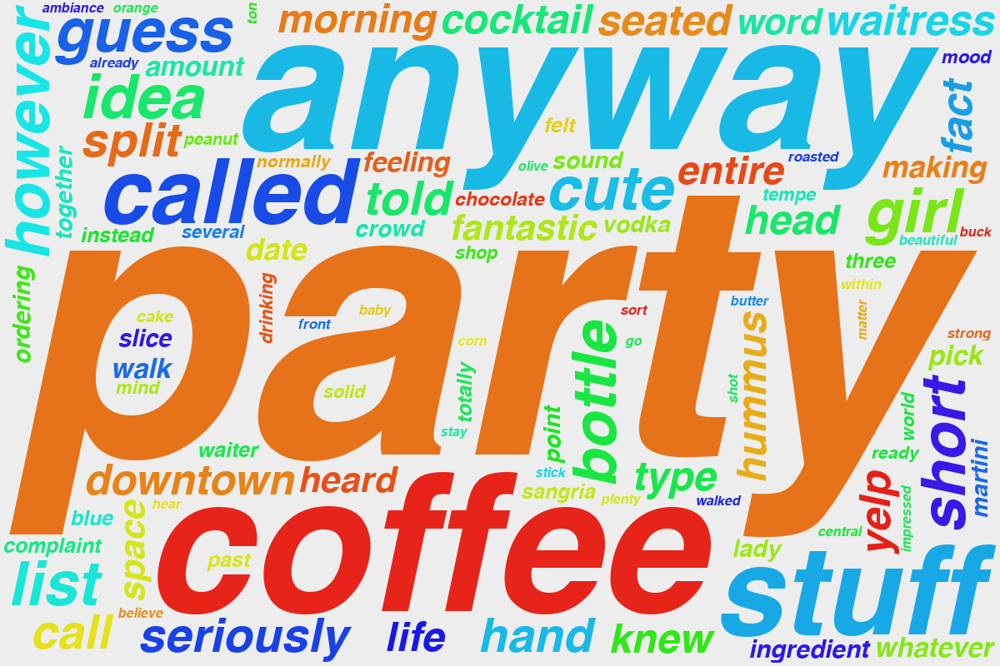 ambiance
orange
ton
guess
morning
cocktail
seated
word
waitress
however
already
amount
anyway
mood
idea
fact
split
peanut
felt
together
normally
feeling
olive
sound
entire
roasted
making
called
told
chocolate
cute
tempe
head
girl
instead
several
crowd
fantastic
vodka
beautiful
buck
date
shop
three
party
ordering
drinking
within
cake
front
baby
sort
butter
matter
slice
corn
go
strong
walk
bottle
hummus
pick
mind
solid
totally
shot
short
point
world
stay
waiter
ready
martini
downtown
heard
stick
type
yelp
sangria
plenty
walked
impressed
hear
blue
space
coffee
central
complaint
lady
past
stuff
list
believe
call
seriously
life
hand
knew
ingredient
whatever